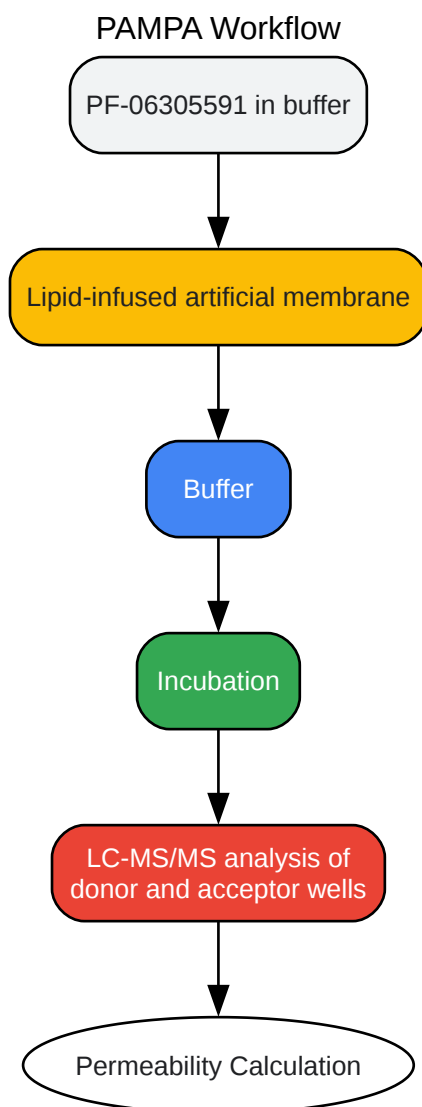 PAMPA Workflow
PF-06305591 in buffer
Lipid-infused artificial membrane
Buffer
Incubation
LC-MS/MS analysis of
donor and acceptor wells
Permeability Calculation